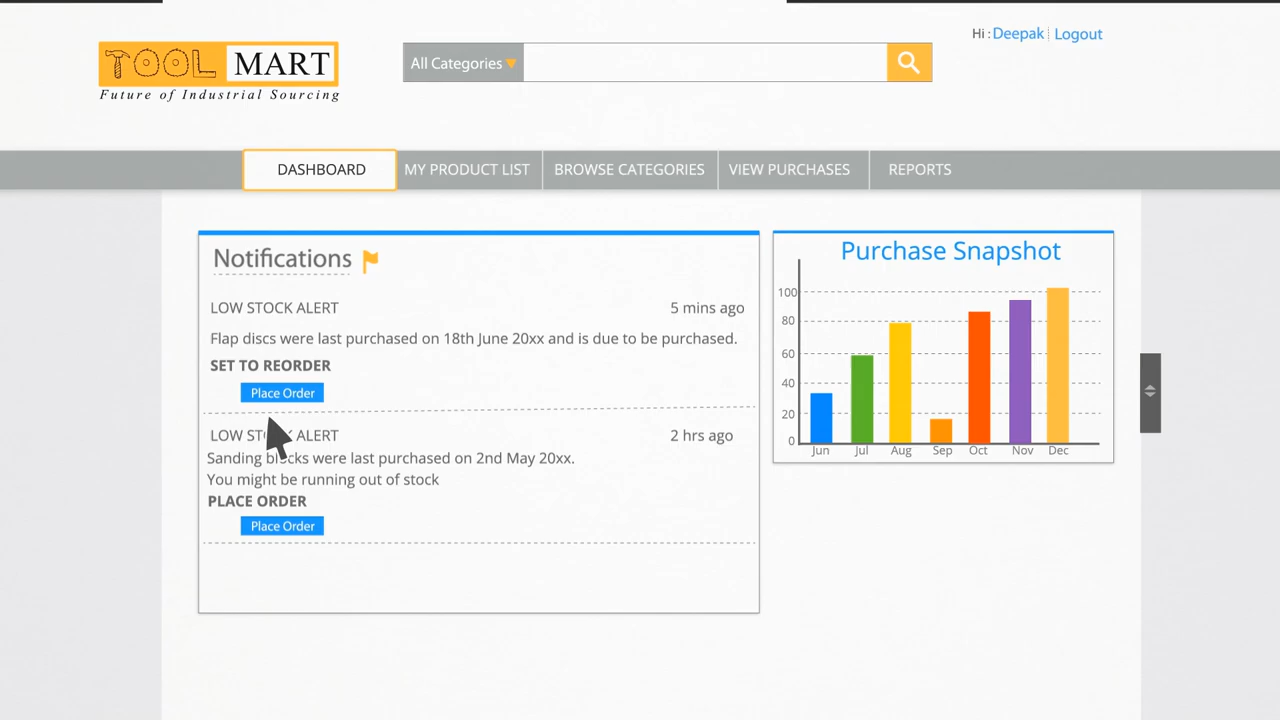 Hi : Deepak Logout
TOOL MART
Future of Industrial Sourcing
All Categories
DASHBOARD MY PRODUCT LIST BROWSE CATEGORIES VIEW PURCHASES REPORTS
Notifications
LOW STOCK ALERT 5 mins ago
Flap discs were last purchased on 18th June 20xx and is due to be purchased.
SET TO REORDER
Place Order
LOW STOCK ALERT 2 hrs ago
Sanding blocks were last purchased on 2nd May 20xx.
You might be running out of stock
PLACE ORDER
Place Order
Purchase Snapshot
100
80
60
40
20
0
Jun Jul Aug Sep Oct Nov Dec